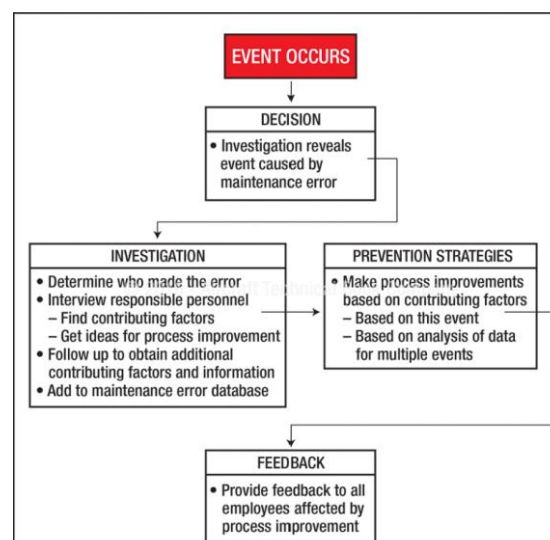 EVENT OCCURS
DECISION
• Investigation reveals
event caused by
maintenance error
INVESTIGATION
• Determine who made the error
• Interview responsible personnel
– Find contributing factors
– Get ideas for process improvement
• Follow up to obtain additional
contributing factors and information
• Add to maintenance error database
PREVENTION STRATEGIES
• Make process improvements
based on contributing factors
– Based on this event
– Based on analysis of data
for multiple events
FEEDBACK
• Provide feedback to all
employees affected by
process improvement